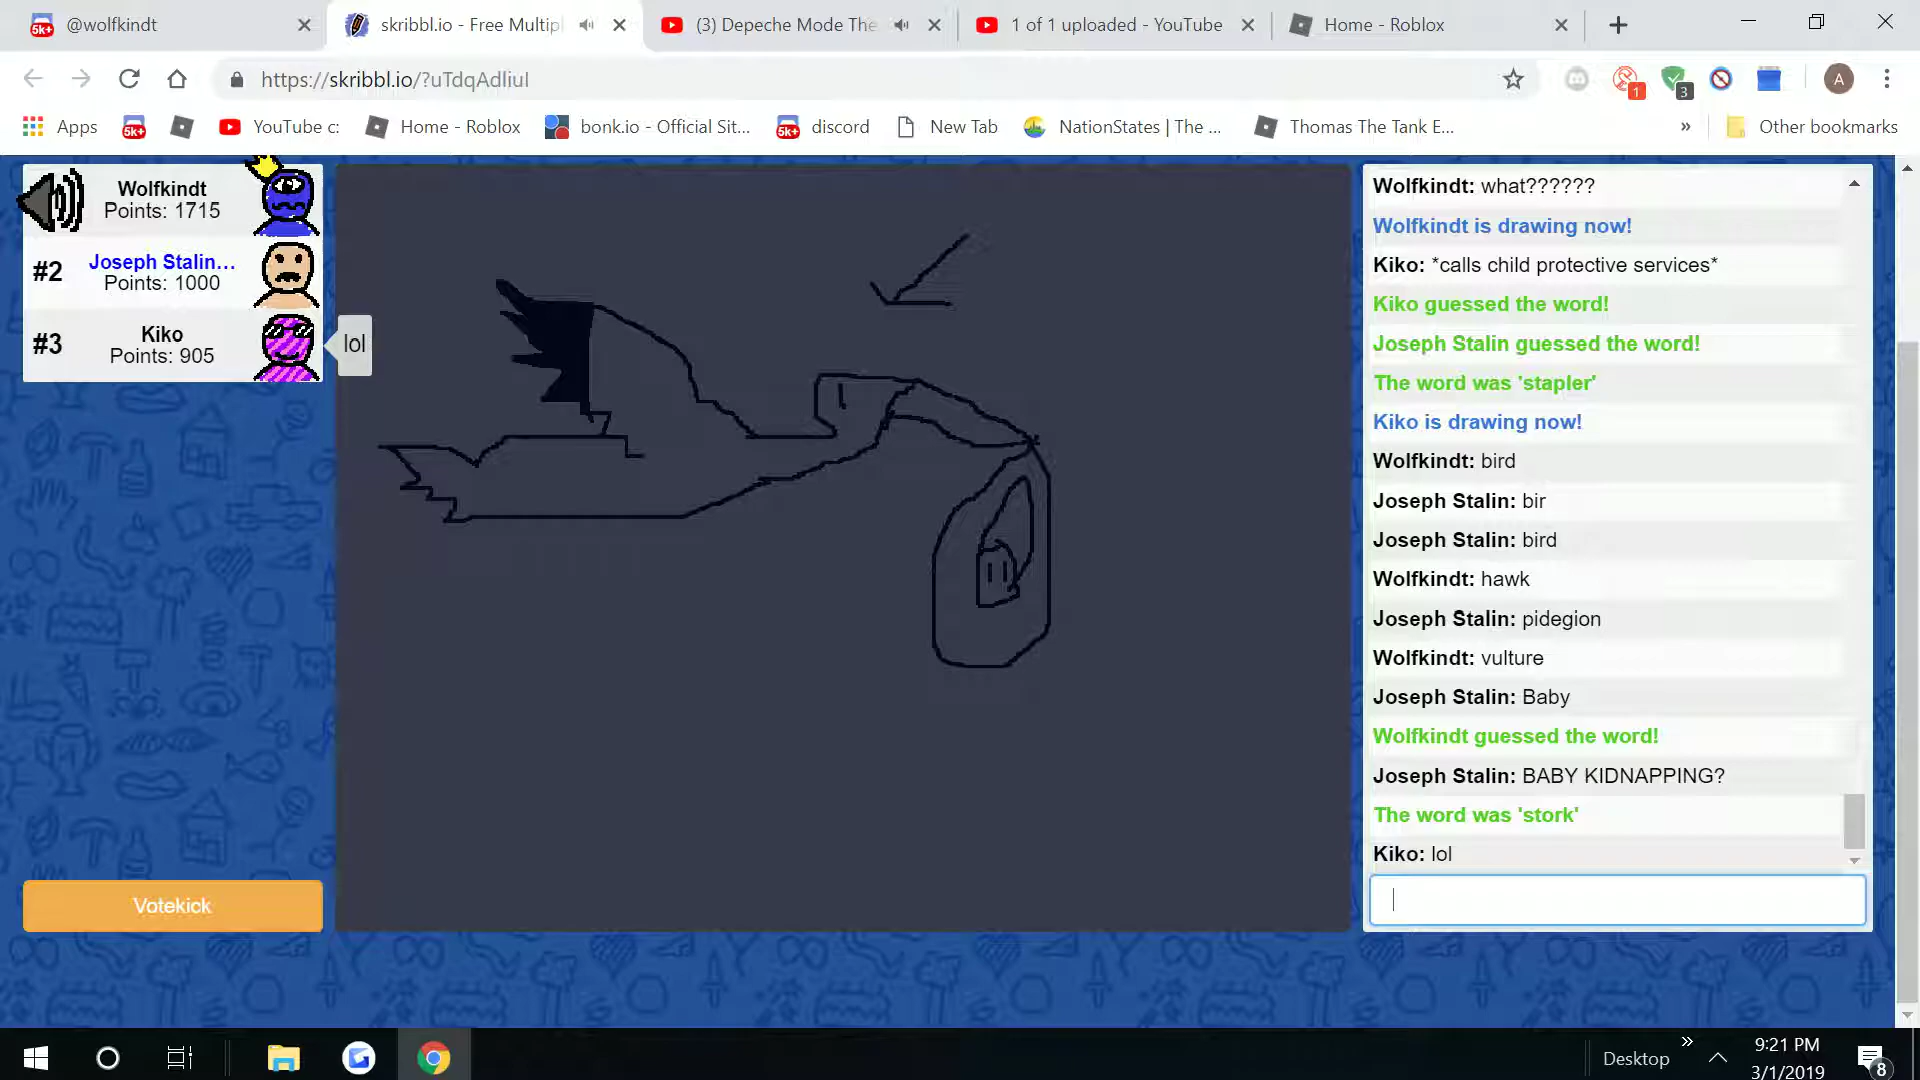 @wolfkindt
skribbl.io - Free Multipl
(3) Depeche Mode The
1 of 1 uploaded - YouTube
Home - Roblox
https://skribbl.io/?uTdqAdliuI
1
3
A
Apps
5k+
YouTube c:
Home - Roblox
bonk.io - Official Sit...
5k+
discord
New Tab
NationStates | The ...
Thomas The Tank E...
»
Other bookmarks
Wolfkindt
Points: 1715
#2
Joseph Stalin...
Points: 1000
#3
Kiko
Points: 905
lol
Votekick
Wolfkindt: what??????
Wolfkindt is drawing now!
Kiko: *calls child protective services*
Kiko guessed the word!
Joseph Stalin guessed the word!
The word was 'stapler'
Kiko is drawing now!
Wolfkindt: bird
Joseph Stalin: bir
Joseph Stalin: bird
Wolfkindt: hawk
Joseph Stalin: pidegion
Wolfkindt: vulture
Joseph Stalin: Baby
Wolfkindt guessed the word!
Joseph Stalin: BABY KIDNAPPING?
The word was 'stork'
Kiko: lol
Desktop
»
9:21 PM
3/1/2019
8